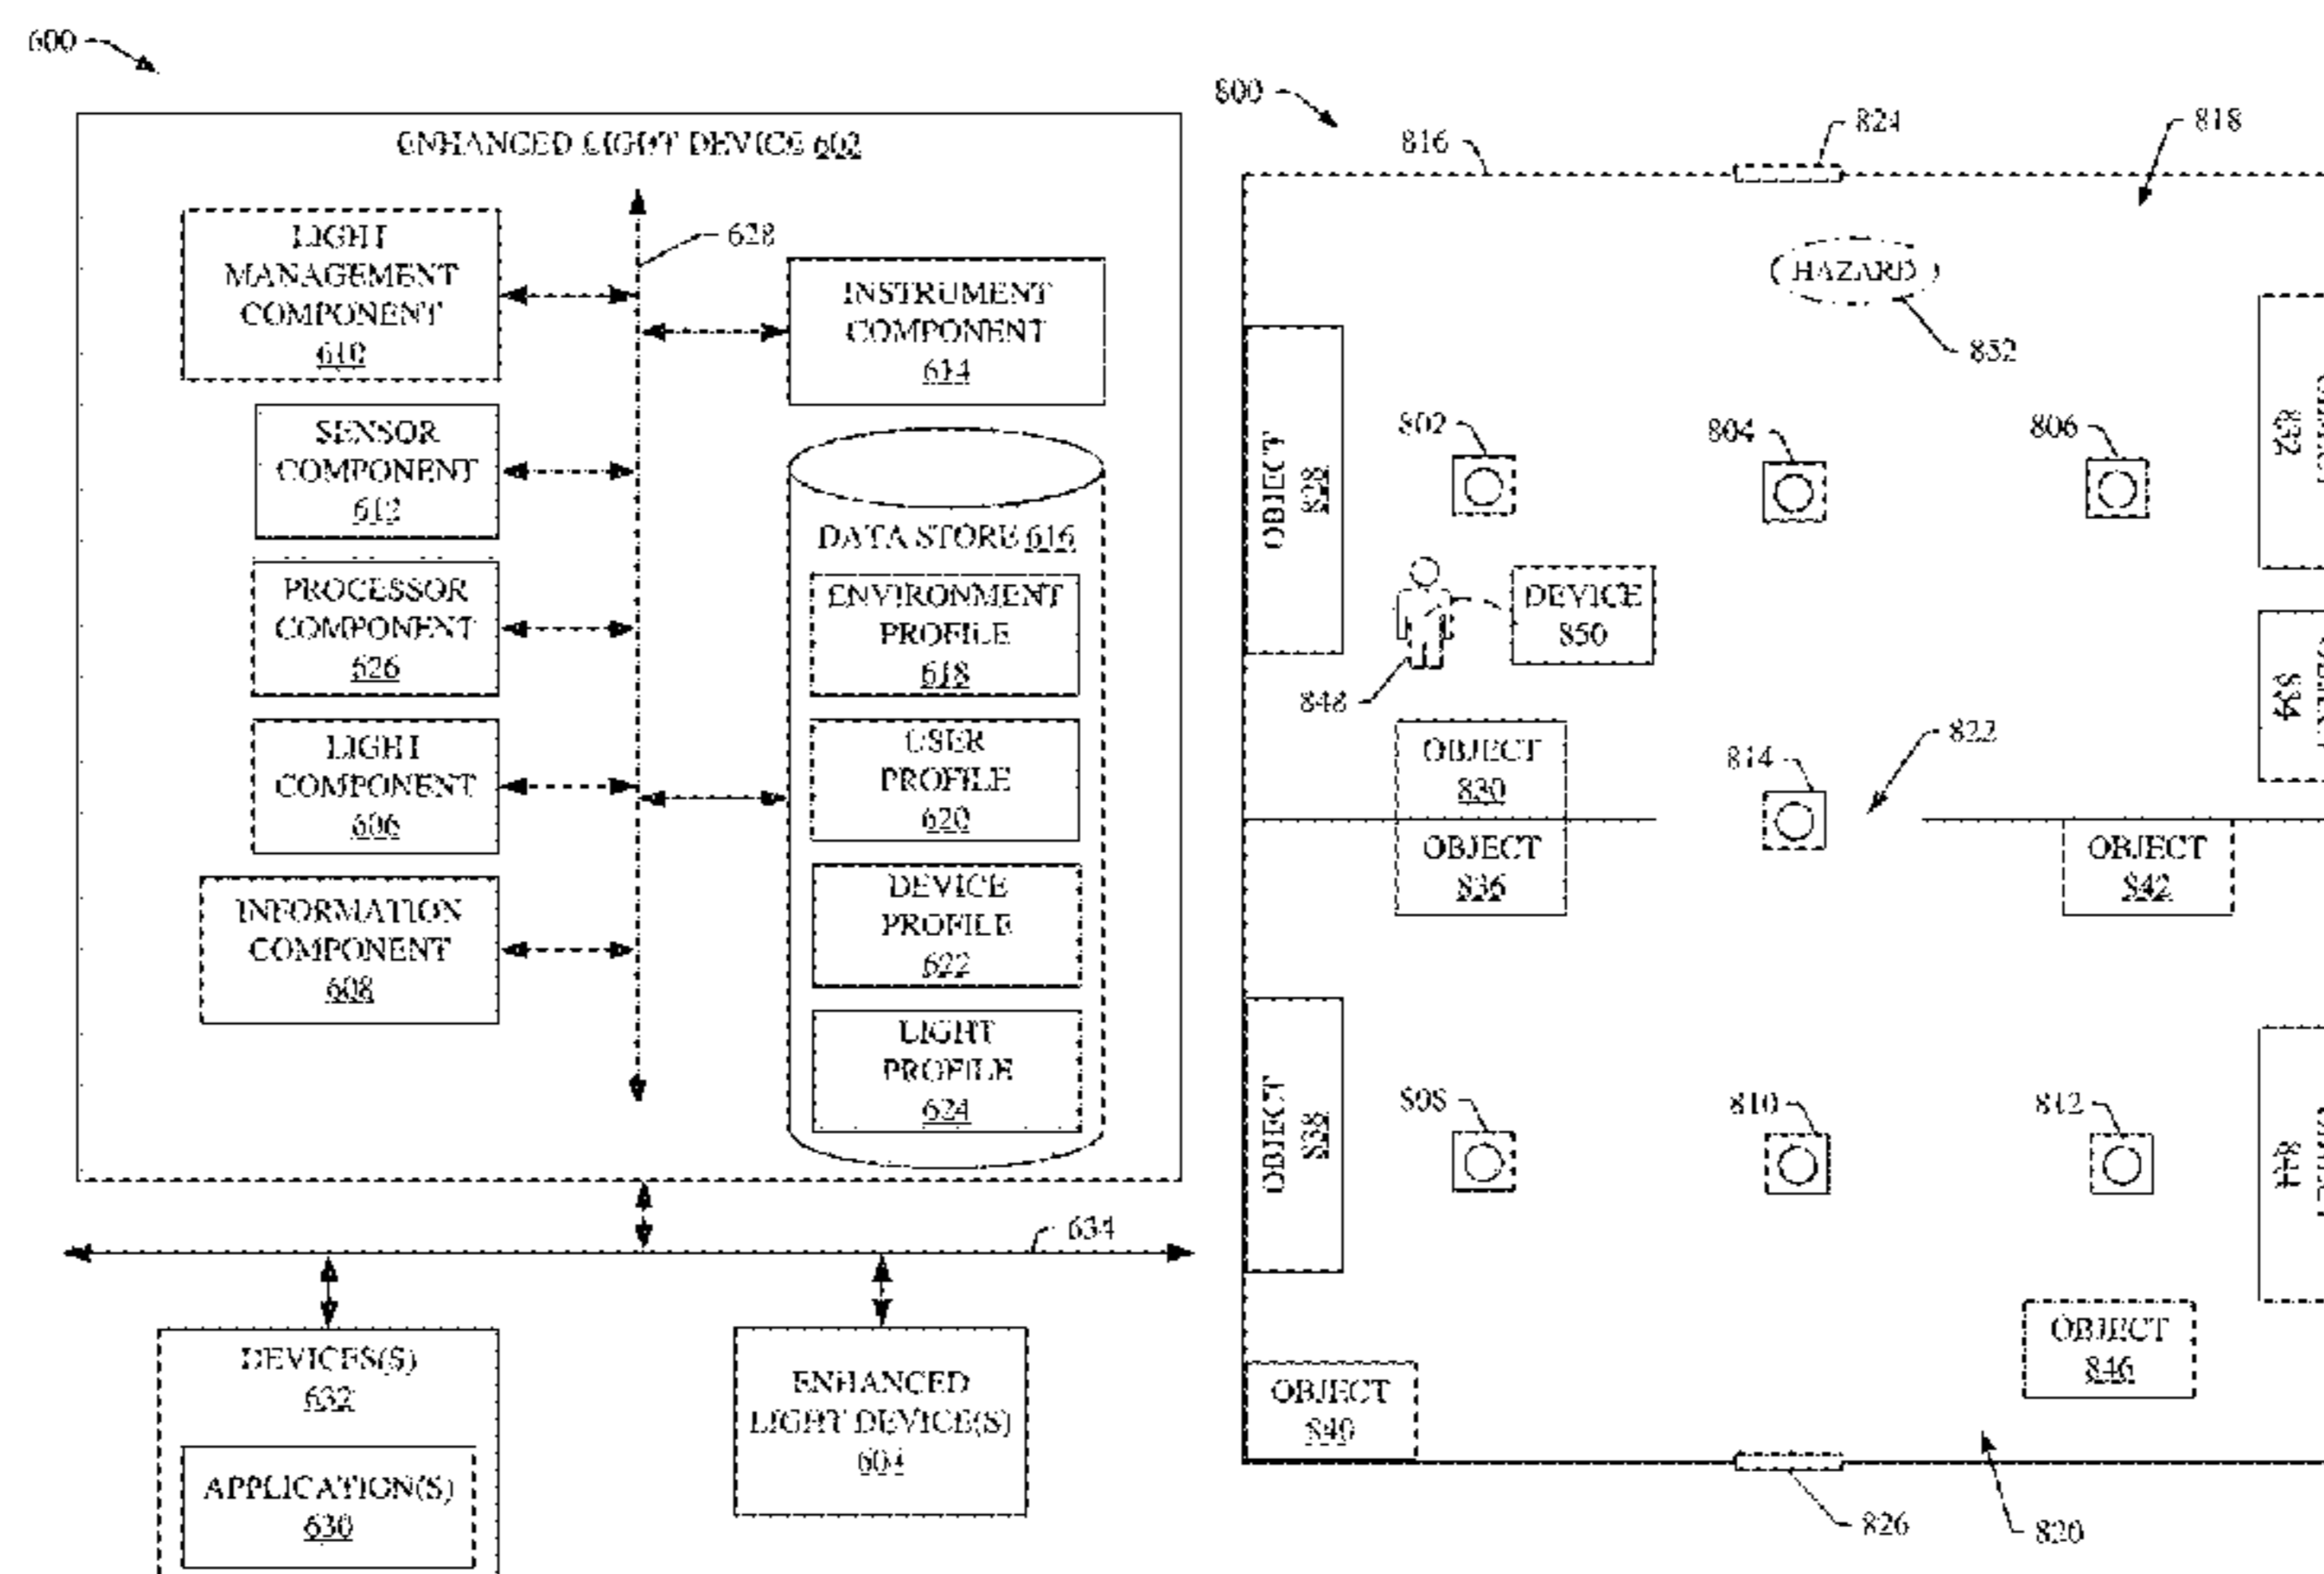 600
ENHANCED LIGHT DEVICE 602
LIGHT
MANAGEMENT
COMPONENT
610
628
INSTRUMENT
COMPONENT
614
SENSOR
COMPONENT
612
DATA STORE 616
PROCESSOR
COMPONENT
626
ENVIRONMENT
PROFILE
618
LIGHT
COMPONENT
606
USER
PROFILE
620
INFORMATION
COMPONENT
608
DEVICE
PROFILE
622
LIGHT
PROFILE
624
634
DEVICES(S)
632
APPLICATION(S)
630
ENHANCED
LIGHT DEVICE(S)
604
800
816
824
818
HAZARD
852
OBJECT
828
802
804
806
832
DEVICE
850
848
834
OBJECT
830
814
822
OBJECT
836
OBJECT
842
OBJECT
838
808
810
812
844
OBJECT
846
OBJECT
840
826
820